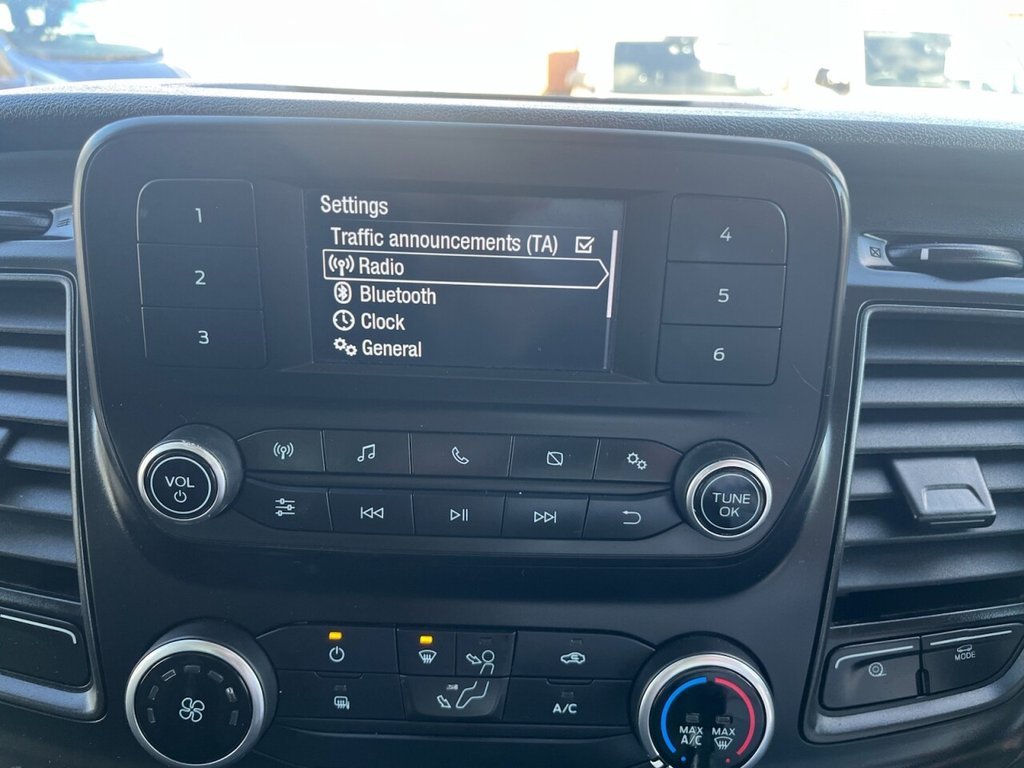 1
2
3
Settings
Traffic announcements (TA)
Radio
Bluetooth
Clock
General
4
5
6
VOL
TUNE
OK
A/C
MAX
A/C
MAX
MODE